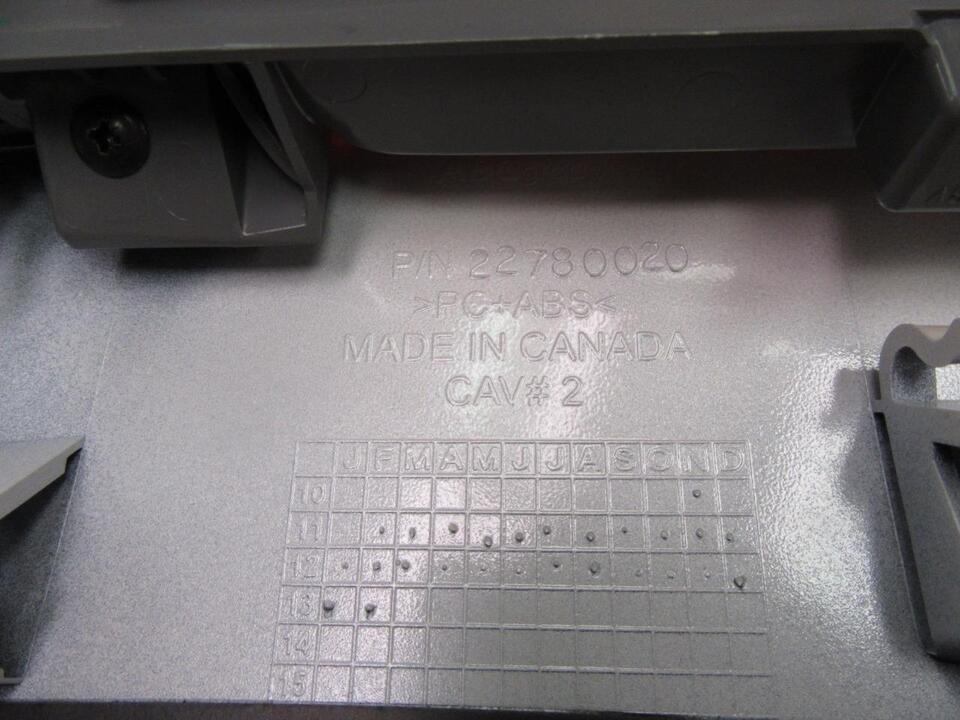 P/N 22780020
>PC+ABS<
MADE IN CANADA
CAV# 2
J F M A M J J A S O N D
10
11
12
13
14
15